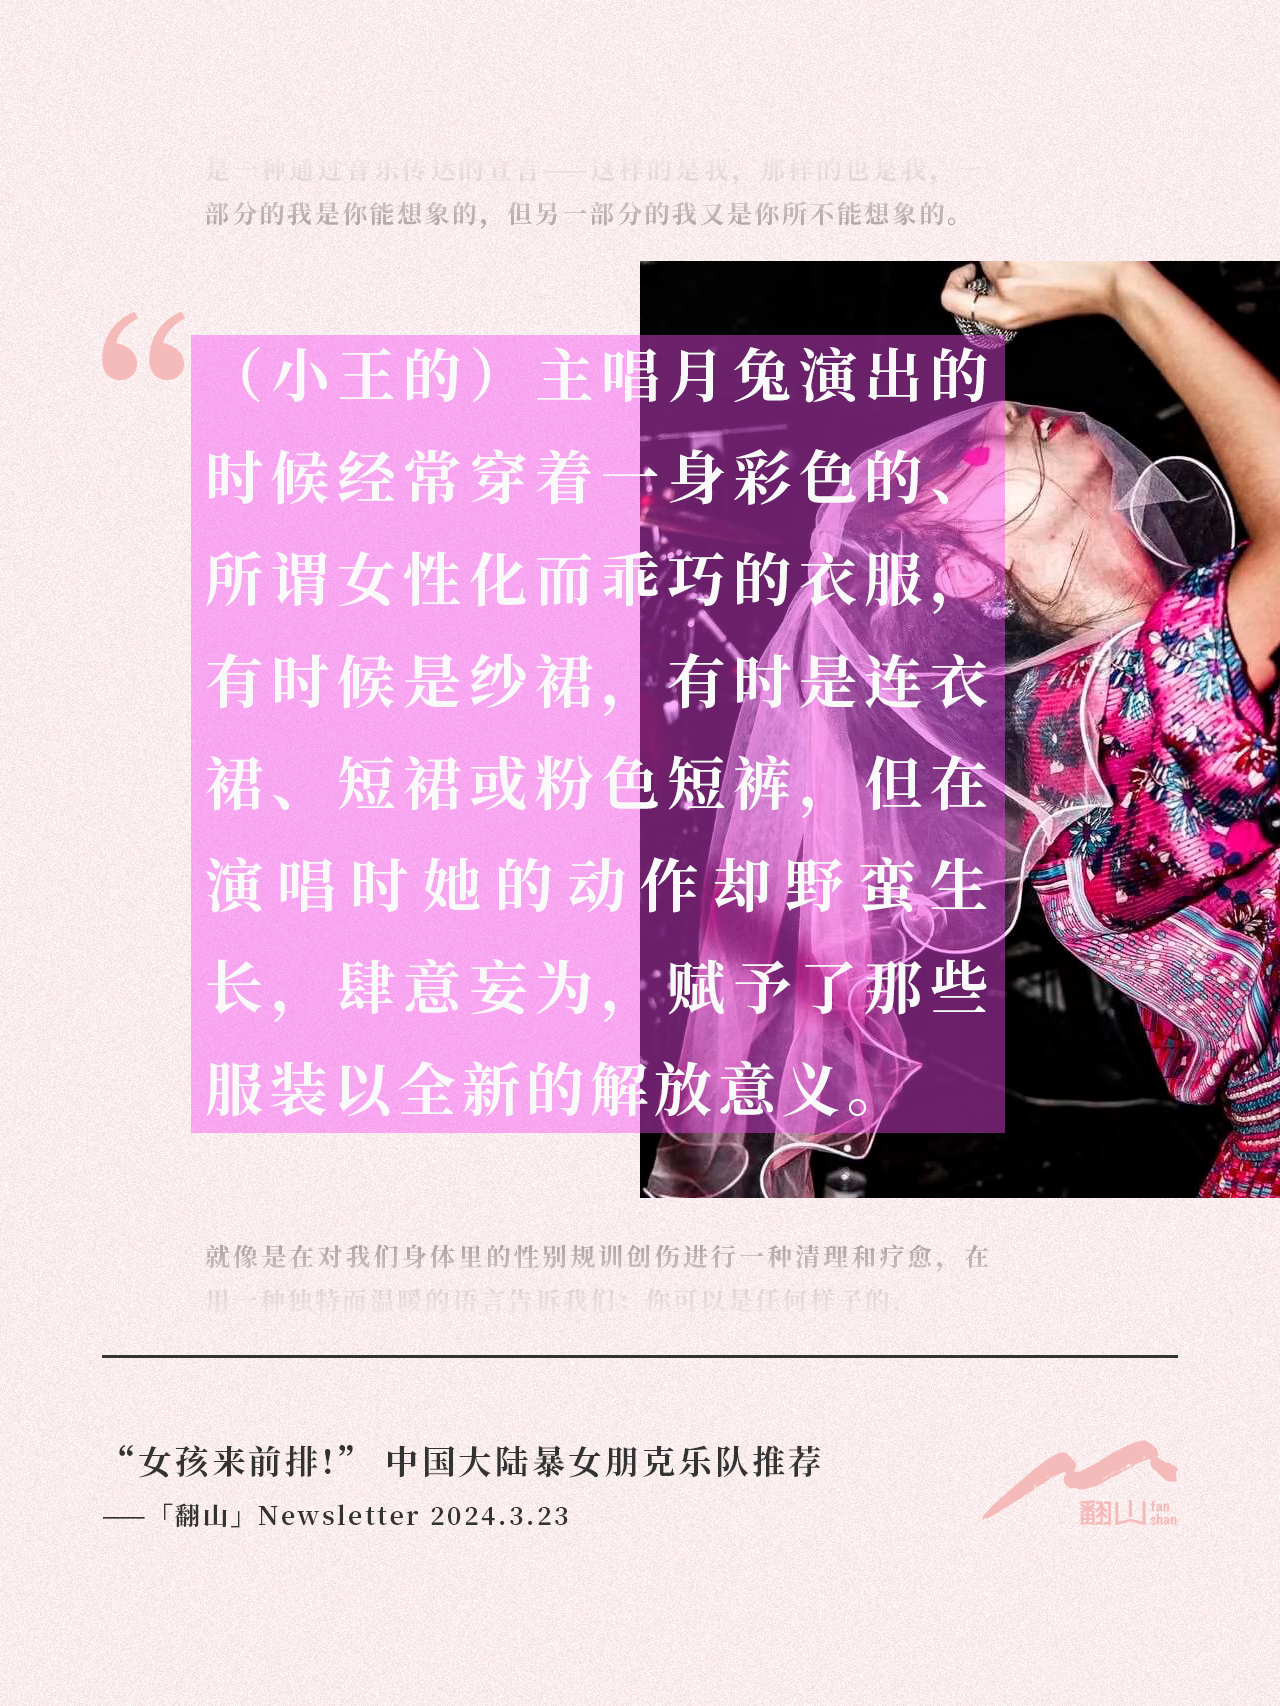 是一种通过音乐传达的宣言——这样的是我，那样的也是我，一
部分的我是你能想象的，但另一部分的我又是你所不能想象的。
“
（小王的）主唱月兔演出的
时候经常穿着一身彩色的、
所谓女性化而乖巧的衣服，
有时候是纱裙，有时是连衣
裙、短裙或粉色短裤，但在
演唱时她的动作却野蛮生
长，肆意妄为，赋予了那些
服装以全新的解放意义。
就像是在对我们身体里的性别规训创伤进行一种清理和疗愈，在
用一种独特而温暖的语言告诉我们：你可以是任何样子的，
“女孩来前排!” 中国大陆暴女朋克乐队推荐
——「翻山」Newsletter 2024.3.23
翻山 fan shan